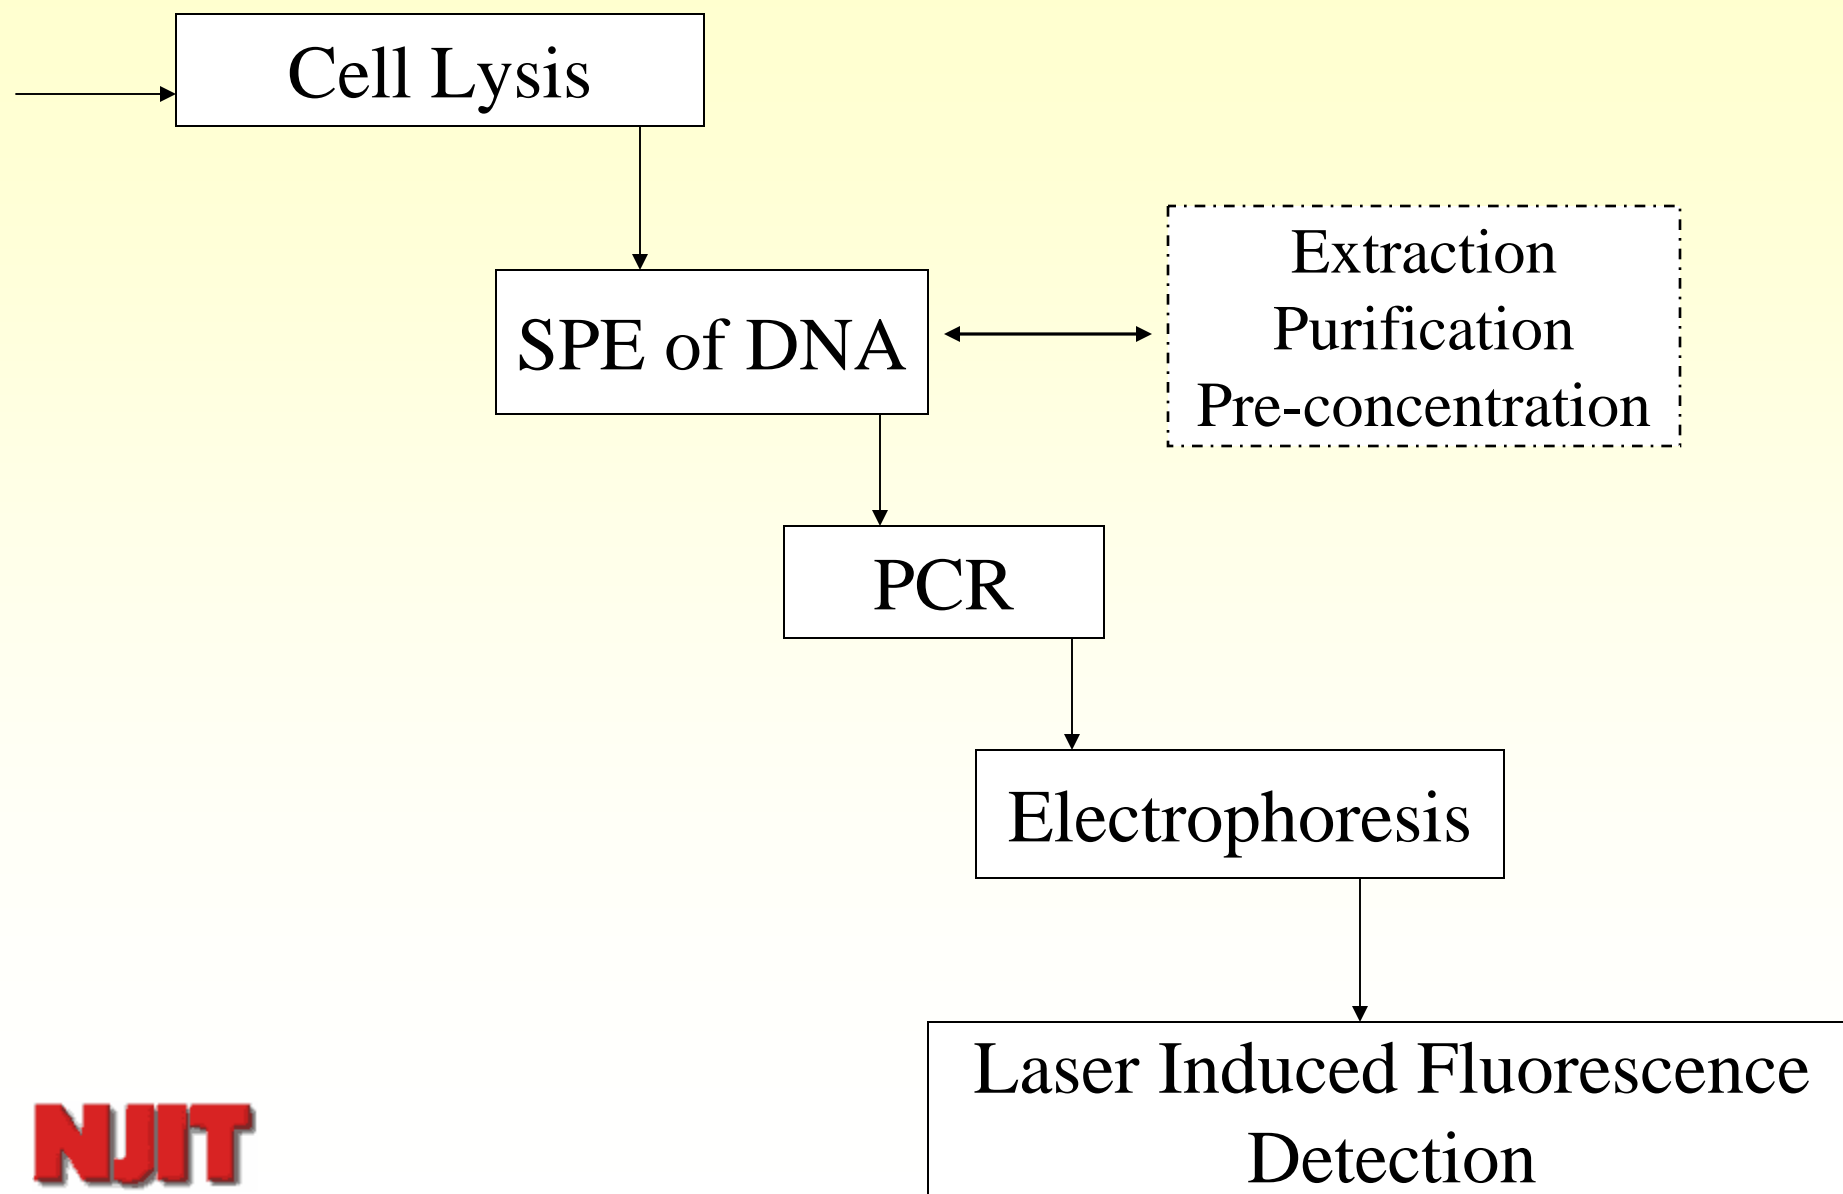 Cell Lysis
SPE of DNA
Extraction
Purification
Pre-concentration
PCR
Electrophoresis
Laser Induced Fluorescence
Detection
NJIT